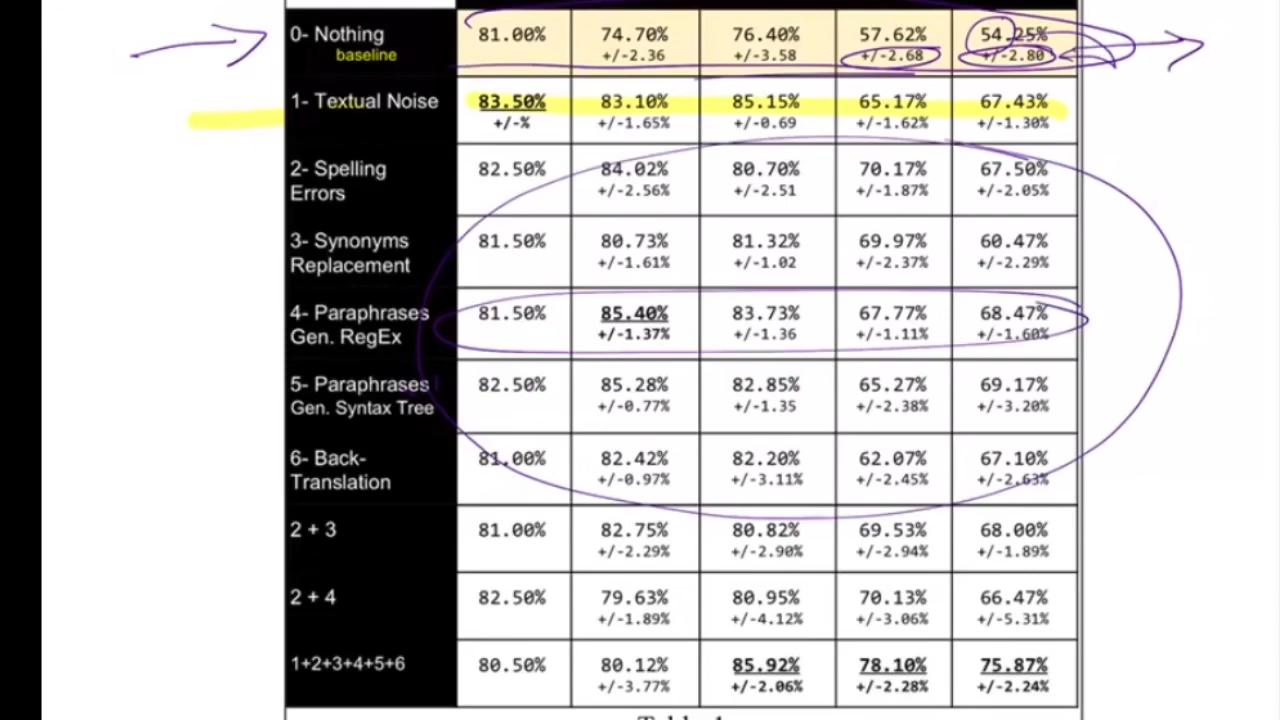 0- Nothing 81.00% 74.70% 76.40% 57.62% 54.25%
baseline +/-2.36 +/-3.58 +/-2.68 +/-2.80
1- Textual Noise 83.50% 83.10% 85.15% 65.17% 67.43%
+/-% +/-1.65% +/-0.69 +/-1.62% +/-1.30%
2- Spelling 82.50% 84.02% 80.70% 70.17% 67.50%
Errors +/-2.56% +/-2.51 +/-1.87% +/-2.05%
3- Synonyms 81.50% 80.73% 81.32% 69.97% 60.47%
Replacement +/-1.61% +/-1.02 +/-2.37% +/-2.29%
4- Paraphrases 81.50% 85.40% 83.73% 67.77% 68.47%
Gen. RegEx +/-1.37% +/-1.36 +/-1.11% +/-1.60%
5- Paraphrases 82.50% 85.28% 82.85% 65.27% 69.17%
Gen. Syntax Tree +/-0.77% +/-1.35 +/-2.38% +/-3.20%
6- Back- 81.00% 82.42% 82.20% 62.07% 67.10%
Translation +/-0.97% +/-3.11% +/-2.45% +/-2.63%
2 + 3 81.00% 82.75% 80.82% 69.53% 68.00%
+/-2.29% +/-2.90% +/-2.94% +/-1.89%
2 + 4 82.50% 79.63% 80.95% 70.13% 66.47%
+/-1.89% +/-4.12% +/-3.06% +/-5.31%
1+2+3+4+5+6 80.50% 80.12% 85.92% 78.10% 75.87%
+/-3.77% +/-2.06% +/-2.28% +/-2.24%